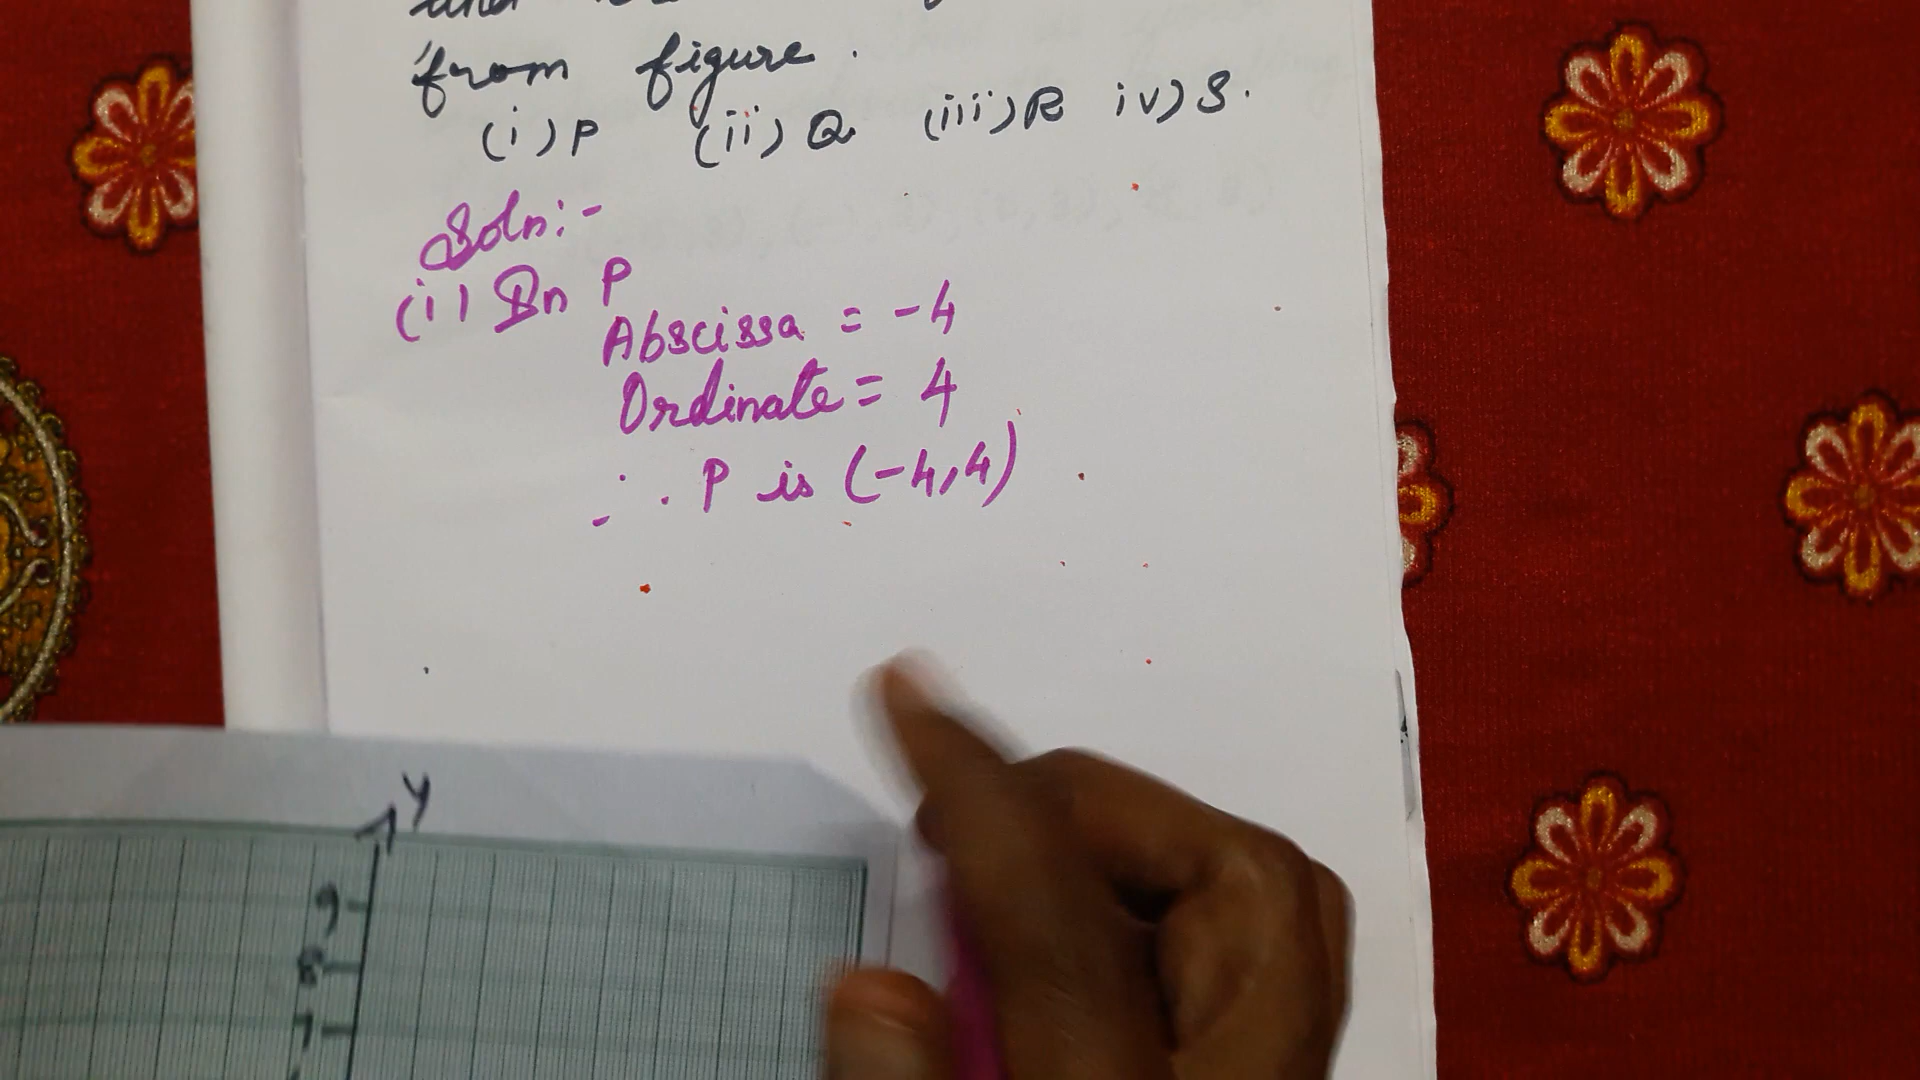 from figure.
(i) P (ii) Q (iii) R iv) S.
Soln:-
(i) In P
Abscissa = -4
Ordinate = 4
∴ P is (-4,4)
Y
9
8
7